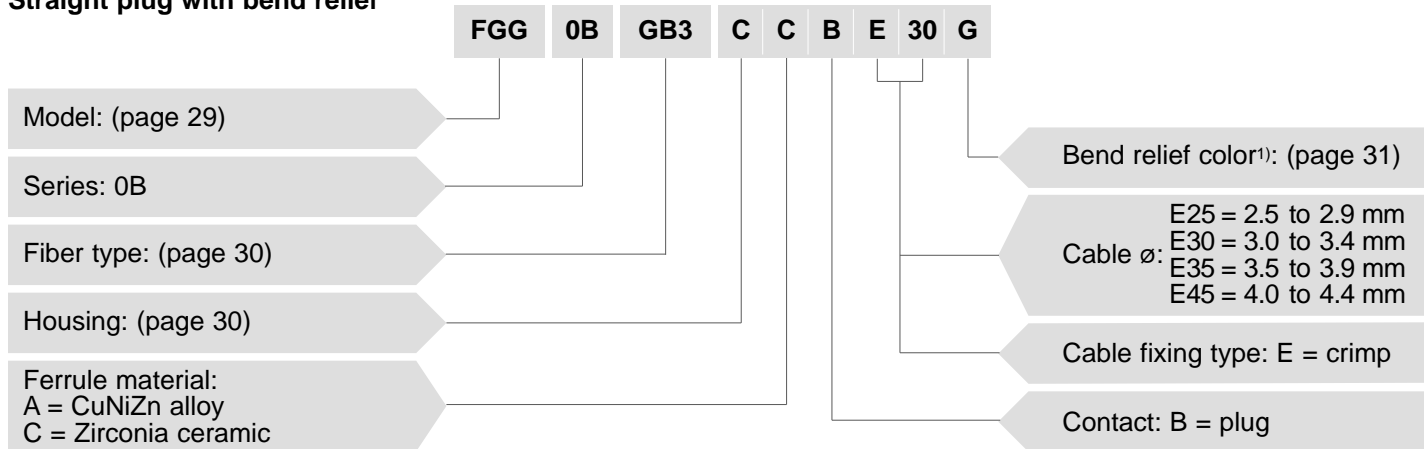 Straight plug with bend relief
FGG 0B GB3 C C B E 30 G
Model: (page 29)
Series: 0B
Fiber type: (page 30)
Housing: (page 30)
Ferrule material:
A = CuNiZn alloy
C = Zirconia ceramic
Bend relief color1): (page 31)
Cable ø:
E25 = 2.5 to 2.9 mm
E30 = 3.0 to 3.4 mm
E35 = 3.5 to 3.9 mm
E45 = 4.0 to 4.4 mm
Cable fixing type: E = crimp
Contact: B = plug